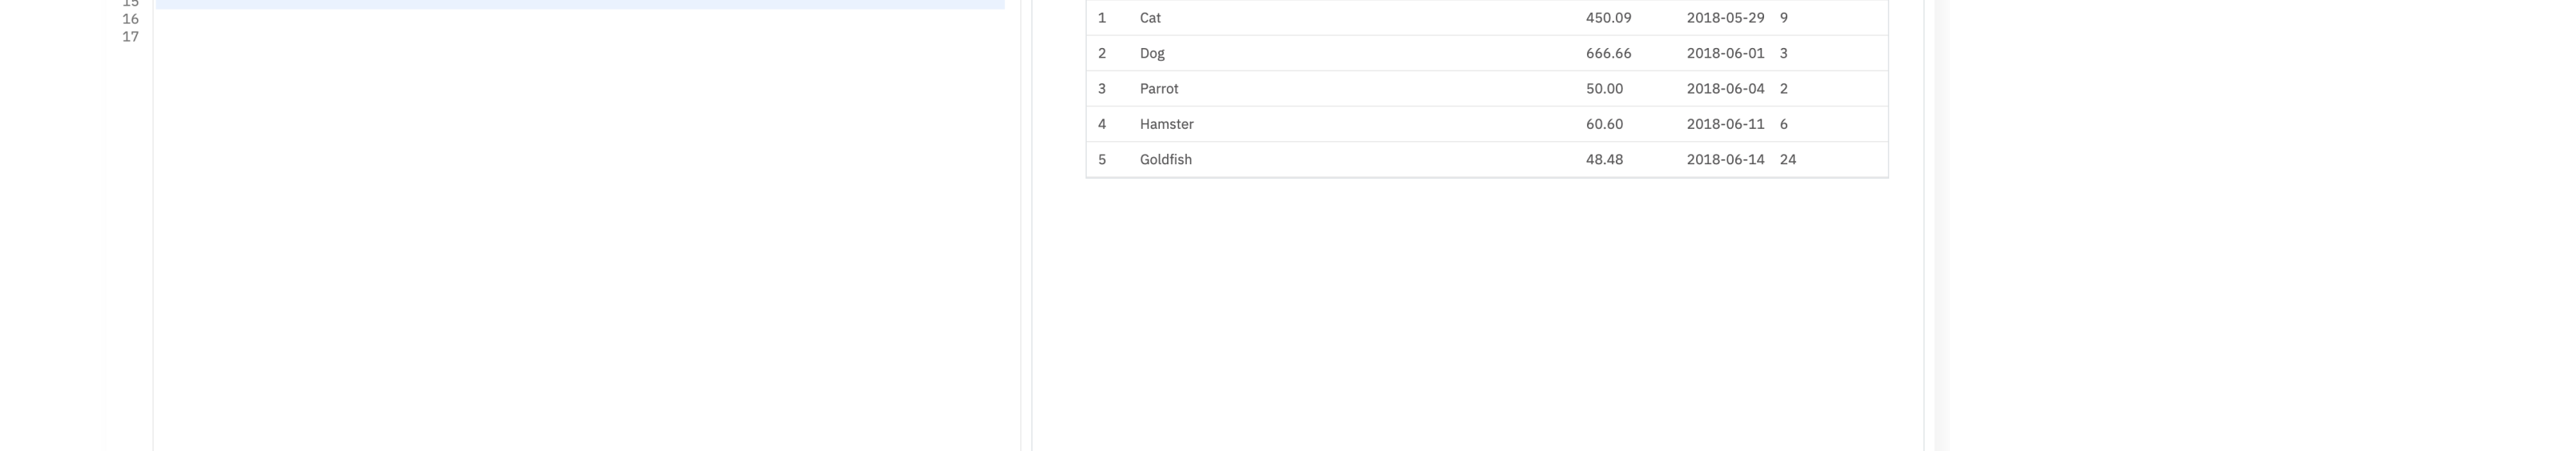 15
16
17
1 Cat 450.09 2018-05-29 9
2 Dog 666.66 2018-06-01 3
3 Parrot 50.00 2018-06-04 2
4 Hamster 60.60 2018-06-11 6
5 Goldfish 48.48 2018-06-14 24